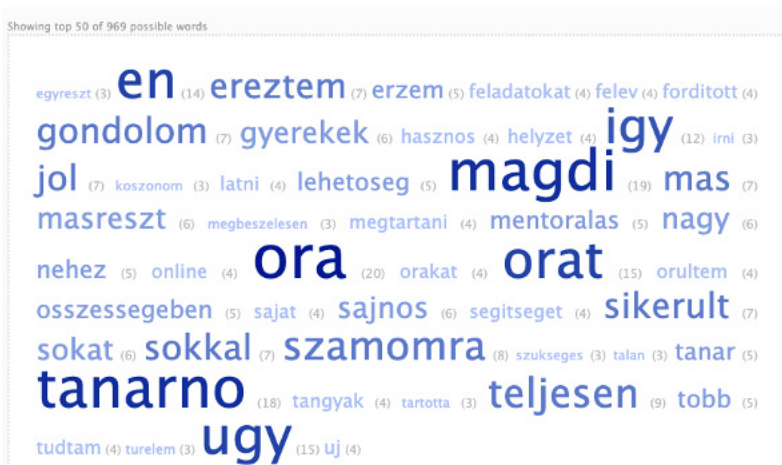 Showing top 50 of 969 possible words
egyreszt (3) en (14) ereztem (7) erzem (5) feladatokat (4) felev (4) forditott (4)
gondolom (7) gyerekek (6) hasznos (4) helyzet (4) igy (12) irni (3)
jol (7) koszonom (3) latni (4) lehetoseg (5) magdi (19) mas (7)
masreszt (6) megbeszelesen (3) megtartani (4) mentoralas (5) nagy (6)
nehez (5) online (4) ora (20) orakat (4) orat (15) orultem (4)
osszessegeben (5) sajat (4) sajnos (6) segitseget (4) sikerult (7)
sokat (6) sokkal (7) szamomra (8) szukseges (3) talan (3) tanar (5)
tanarno (18) tangyak (4) tartotta (3) teljesen (9) tobb (5)
tudtam (4) turelem (3) ugy (15) uj (4)